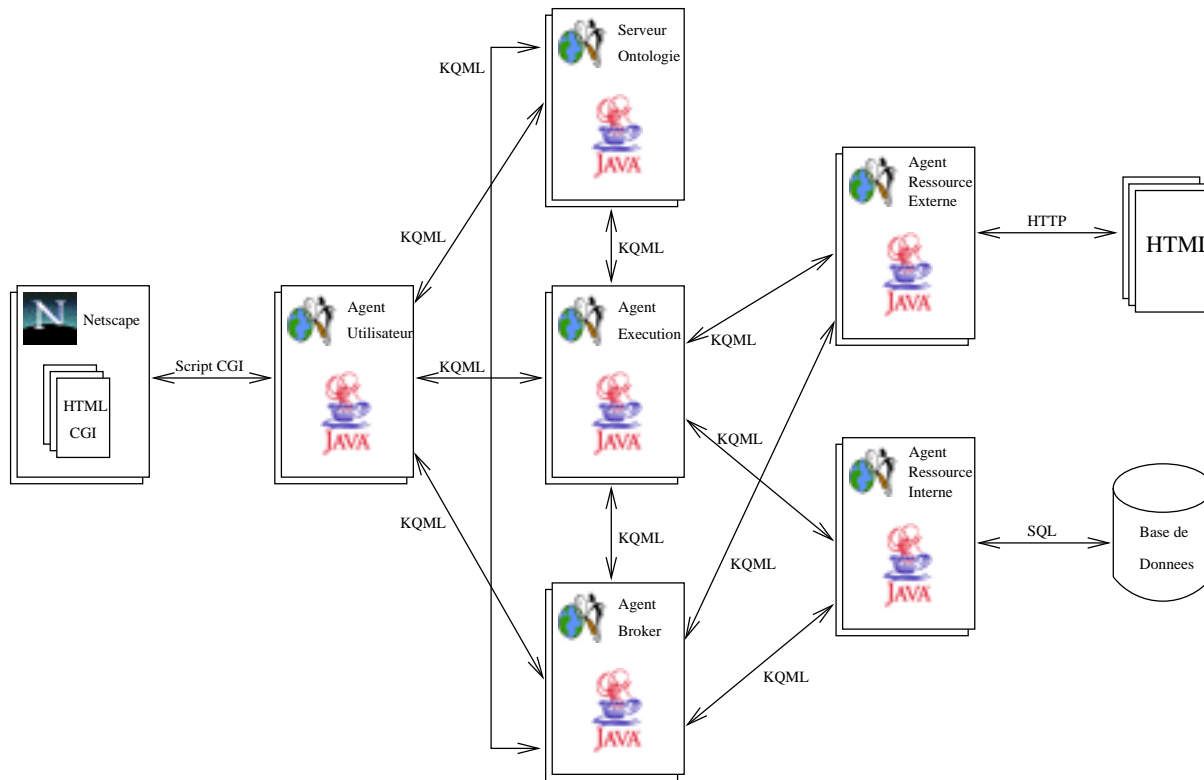 Serveur
Ontologie
JAVA
KQML
KQML
KQML
N
Netscape
HTML
CGI
Script CGI
Agent
Utilisateur
JAVA
KQML
Agent
Execution
JAVA
KQML
Agent
Ressource
Externe
JAVA
HTTP
HTML
KQML
KQML
KQML
KQML
KQML
Agent
Ressource
Interne
JAVA
SQL
Base de
Donnees
Agent
Broker
JAVA
KQML